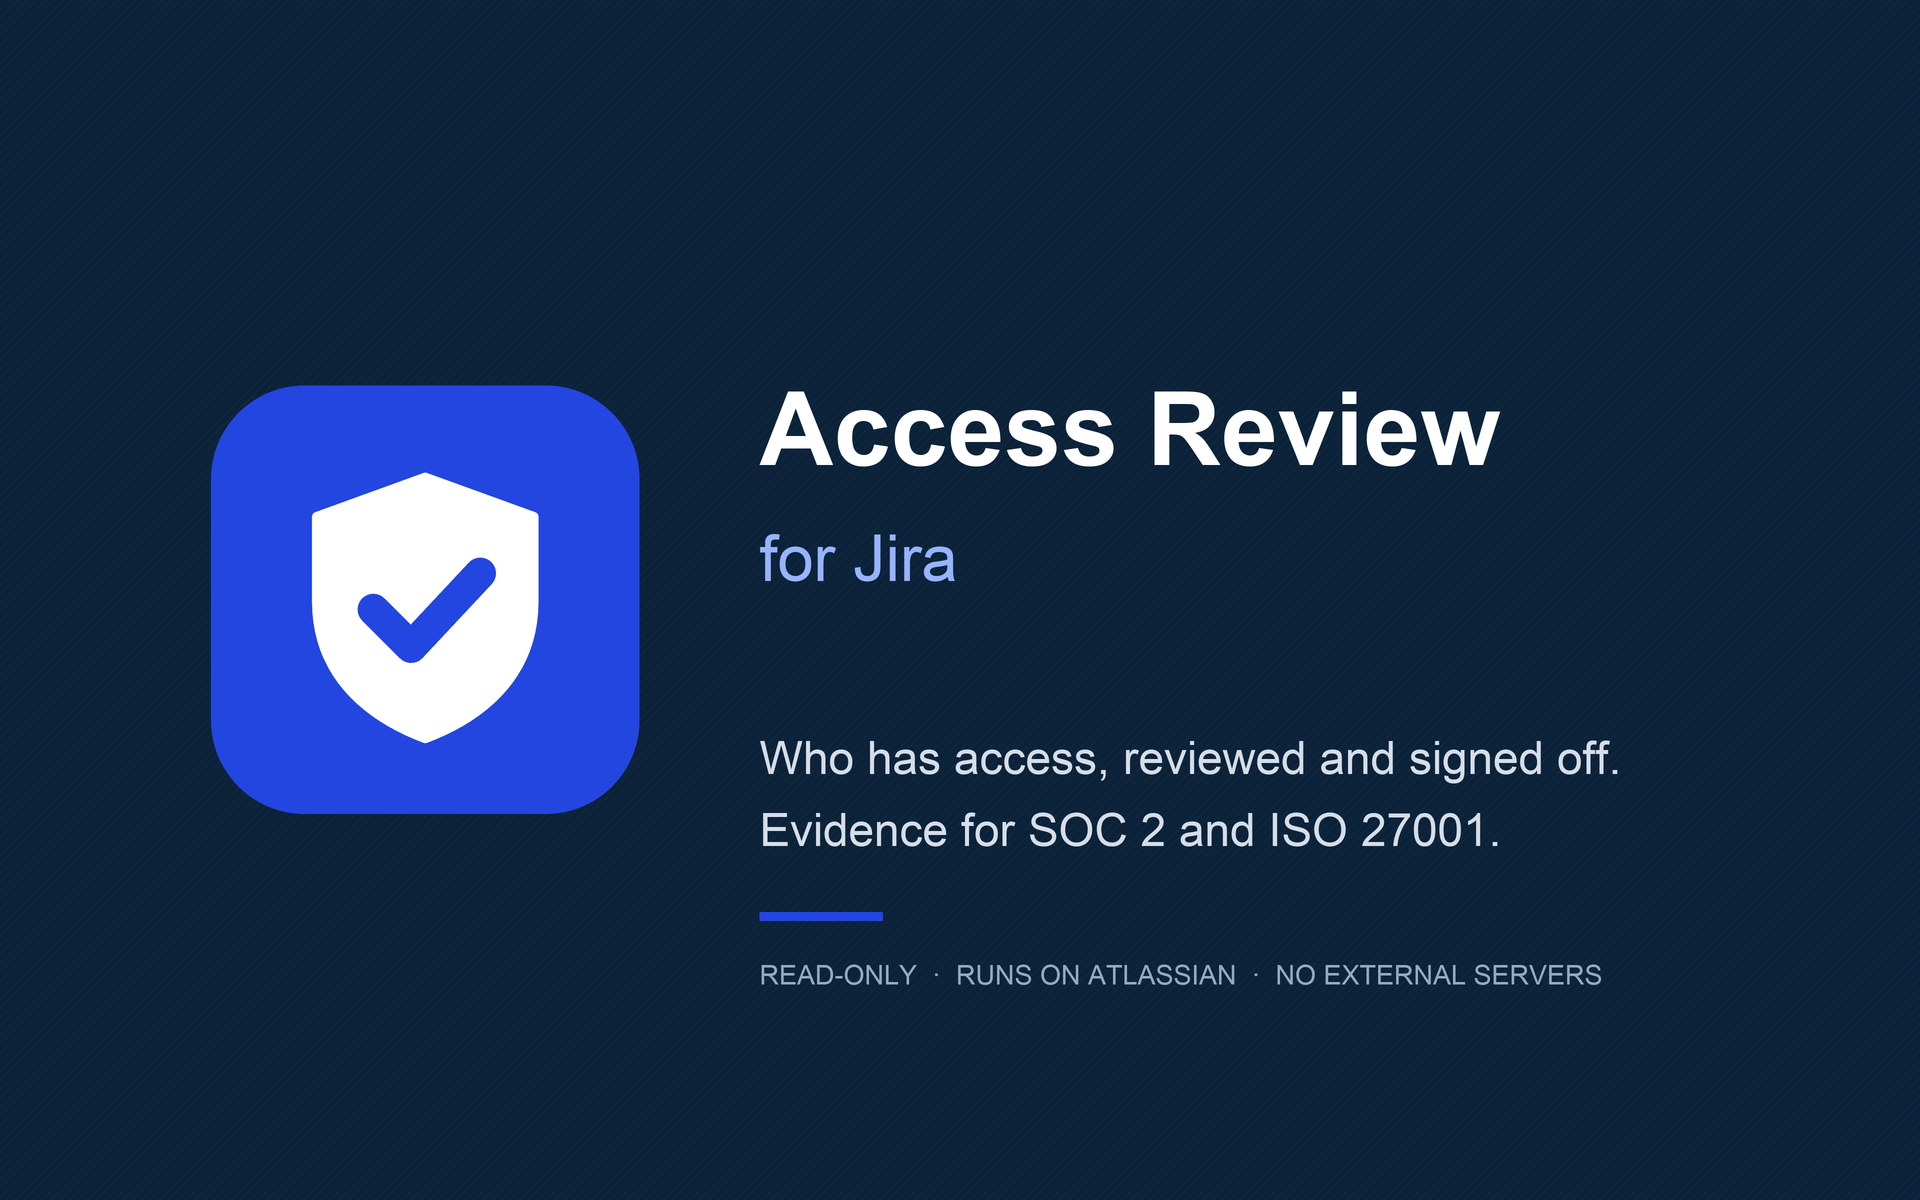 Access Review
for Jira
Who has access, reviewed and signed off.
Evidence for SOC 2 and ISO 27001.
READ-ONLY · RUNS ON ATLASSIAN · NO EXTERNAL SERVERS